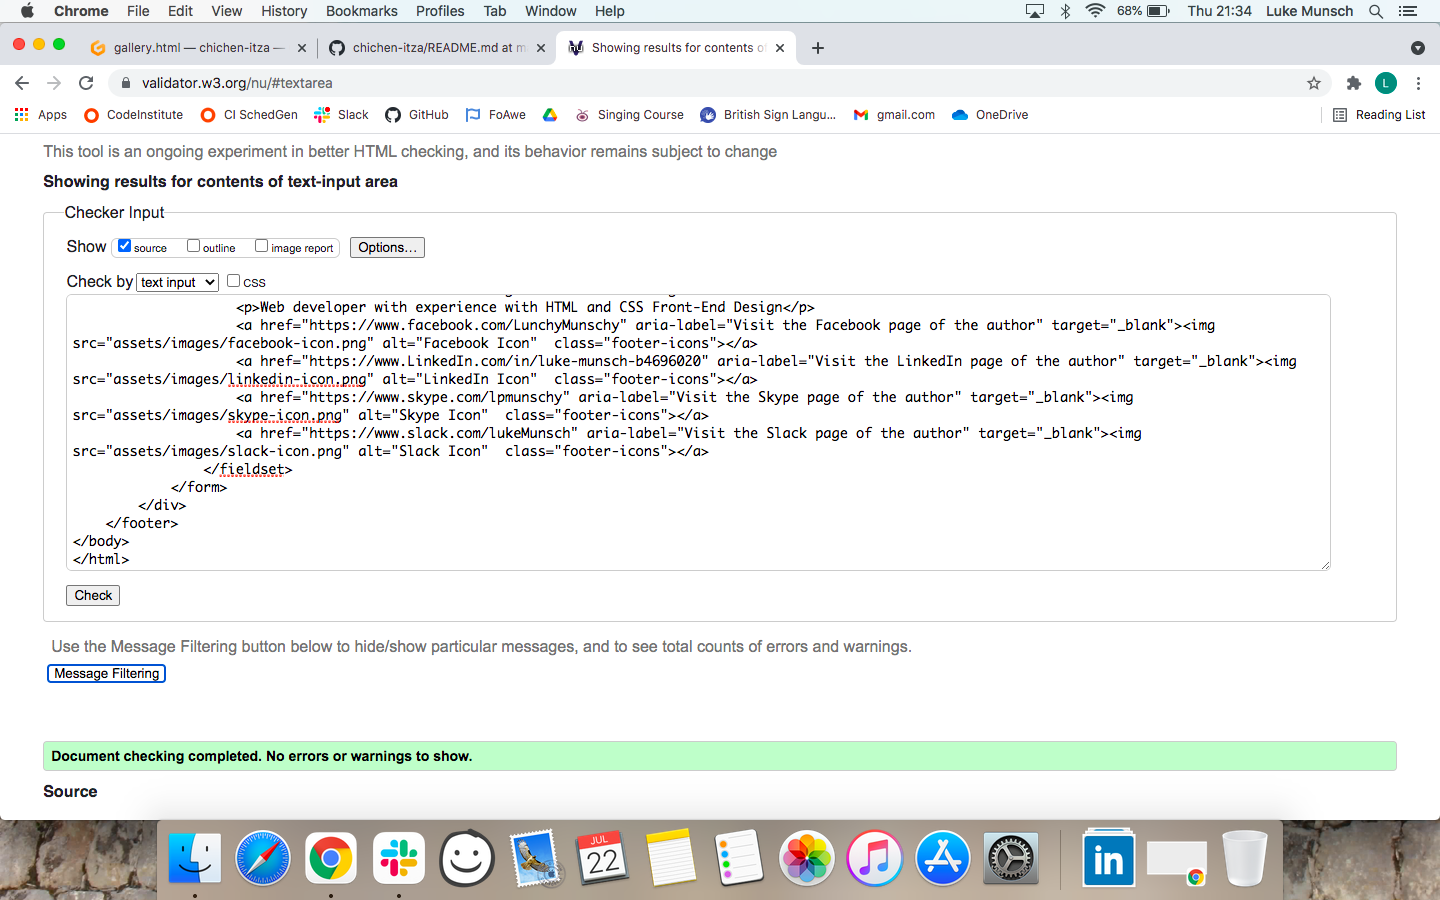 Chrome File Edit View History Bookmarks Profiles Tab Window Help 68% Thu 21:34 Luke Munsch
gallery.html — chichen-itza — chichen-itza/README.md at m Showing results for contents of
validator.w3.org/nu/#textarea L
Apps CodeInstitute CI SchedGen Slack GitHub FoAwe Singing Course British Sign Langu... gmail.com OneDrive Reading List
This tool is an ongoing experiment in better HTML checking, and its behavior remains subject to change
Showing results for contents of text-input area
Checker Input
Show source outline image report Options...
Check by text input CSS
<p>Web developer with experience with HTML and CSS Front-End Design</p>
<a href="https://www.facebook.com/LunchyMunschy" aria-label="Visit the Facebook page of the author" target="_blank"><img
src="assets/images/facebook-icon.png" alt="Facebook Icon"  class="footer-icons"></a>
<a href="https://www.LinkedIn.com/in/luke-munsch-b4696020" aria-label="Visit the LinkedIn page of the author" target="_blank"><img
src="assets/images/linkedin-icon.png" alt="LinkedIn Icon"  class="footer-icons"></a>
<a href="https://www.skype.com/lpmunschy" aria-label="Visit the Skype page of the author" target="_blank"><img
src="assets/images/skype-icon.png" alt="Skype Icon"  class="footer-icons"></a>
<a href="https://www.slack.com/lukeMunsch" aria-label="Visit the Slack page of the author" target="_blank"><img
src="assets/images/slack-icon.png" alt="Slack Icon"  class="footer-icons"></a>
</fieldset>
</form>
</div>
</footer>
</body>
</html>
Check
Use the Message Filtering button below to hide/show particular messages, and to see total counts of errors and warnings.
Message Filtering
Document checking completed. No errors or warnings to show.
Source
JUL
22
in